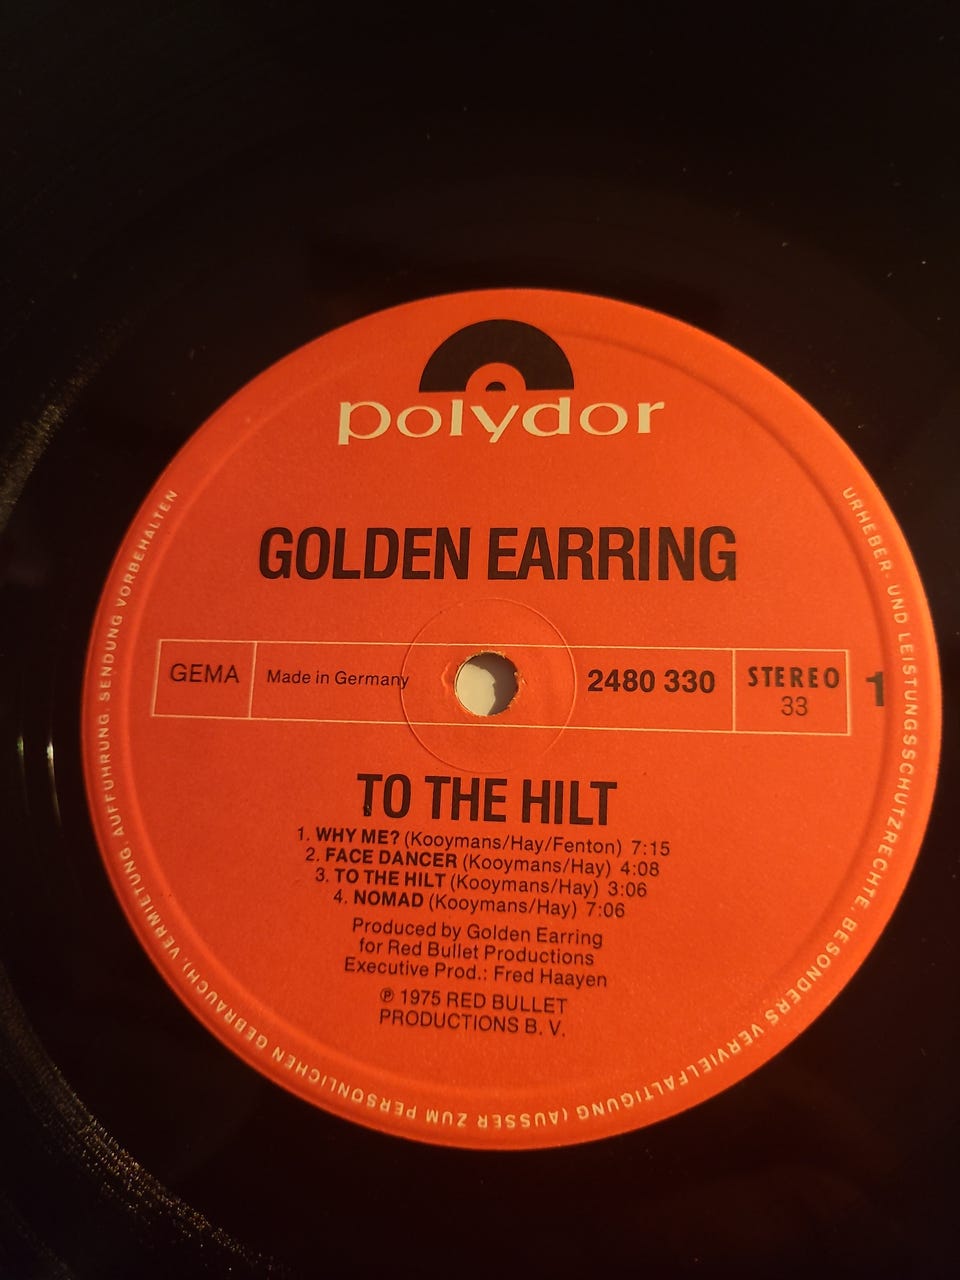 polydor
GOLDEN EARRING
GEMA
Made in Germany
2480 330
STEREO
33
1
TO THE HILT
1. WHY ME? (Kooymans/Hay/Fenton) 7:15
2. FACE DANCER (Kooymans/Hay) 4:08
3. TO THE HILT (Kooymans/Hay) 3:06
4. NOMAD (Kooymans/Hay) 7:06
Produced by Golden Earring
for Red Bullet Productions
Executive Prod.: Fred Haayen
℗ 1975 RED BULLET
PRODUCTIONS B. V.
URHEBER- UND LEISTUNGSSCHUTZRECHTE, BESONDERS VERVIELFÄLTIGUNG (AUSSER ZUM PERSÖNLICHEN GEBRAUCH), VERMIETUNG, AUFFÜHRUNG, SENDUNG VORBEHALTEN